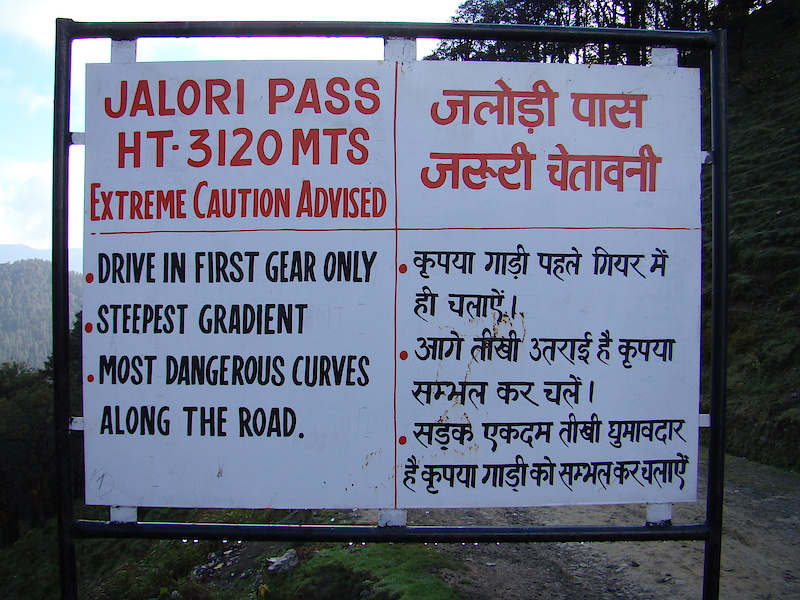 JALORI PASS
HT-3120 MTS
EXTREME CAUTION ADVISED
• DRIVE IN FIRST GEAR ONLY
• STEEPEST GRADIENT
• MOST DANGEROUS CURVES
ALONG THE ROAD.
जलोड़ी पास
जरूरी चेतावनी
• कृपया गाड़ी पहले गियर में
ही चलाऐं।
• आगे तीखी उतराई है कृपया
सम्भल कर चलें।
• सड़क एकदम तीखी घुमावदार
है कृपया गाड़ी को सम्भल कर चलाऐं